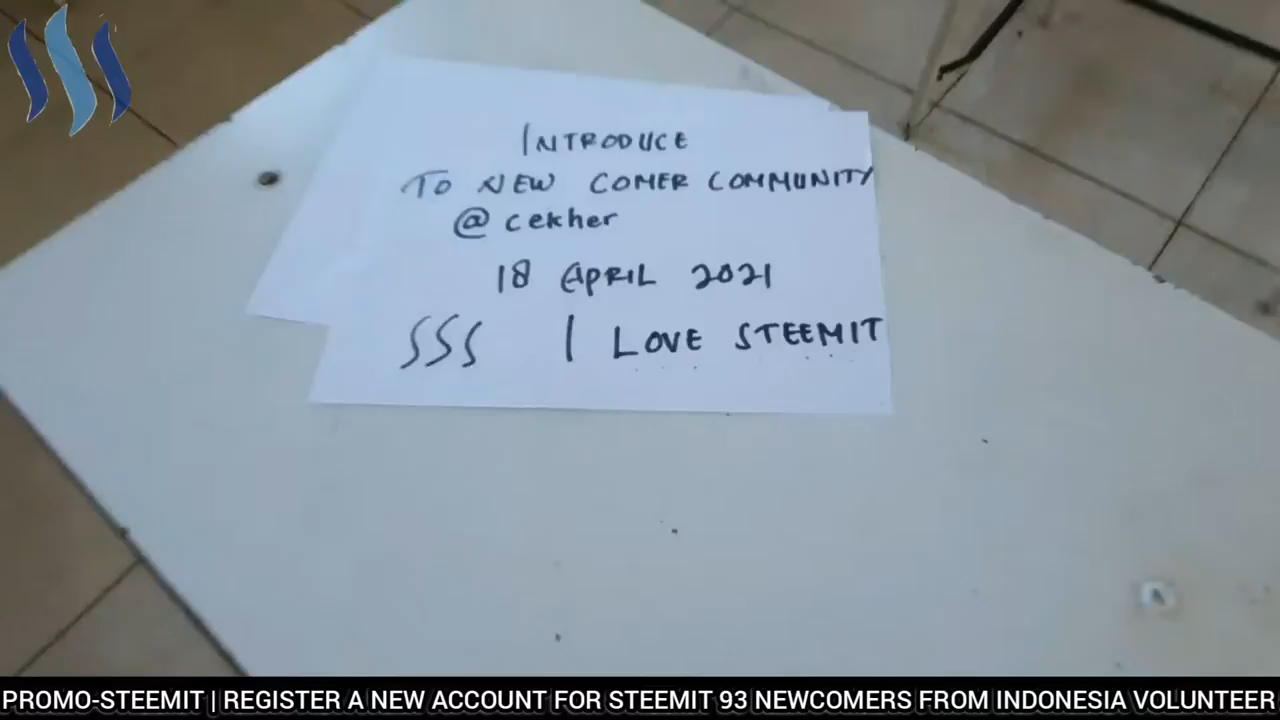 INTRODUCE
TO NEW COMER COMMUNITY
@cekher
18 APRIL 2021
SSS I LOVE STEEMIT
PROMO-STEEMIT | REGISTER A NEW ACCOUNT FOR STEEMIT 93 NEWCOMERS FROM INDONESIA VOLUNTEER